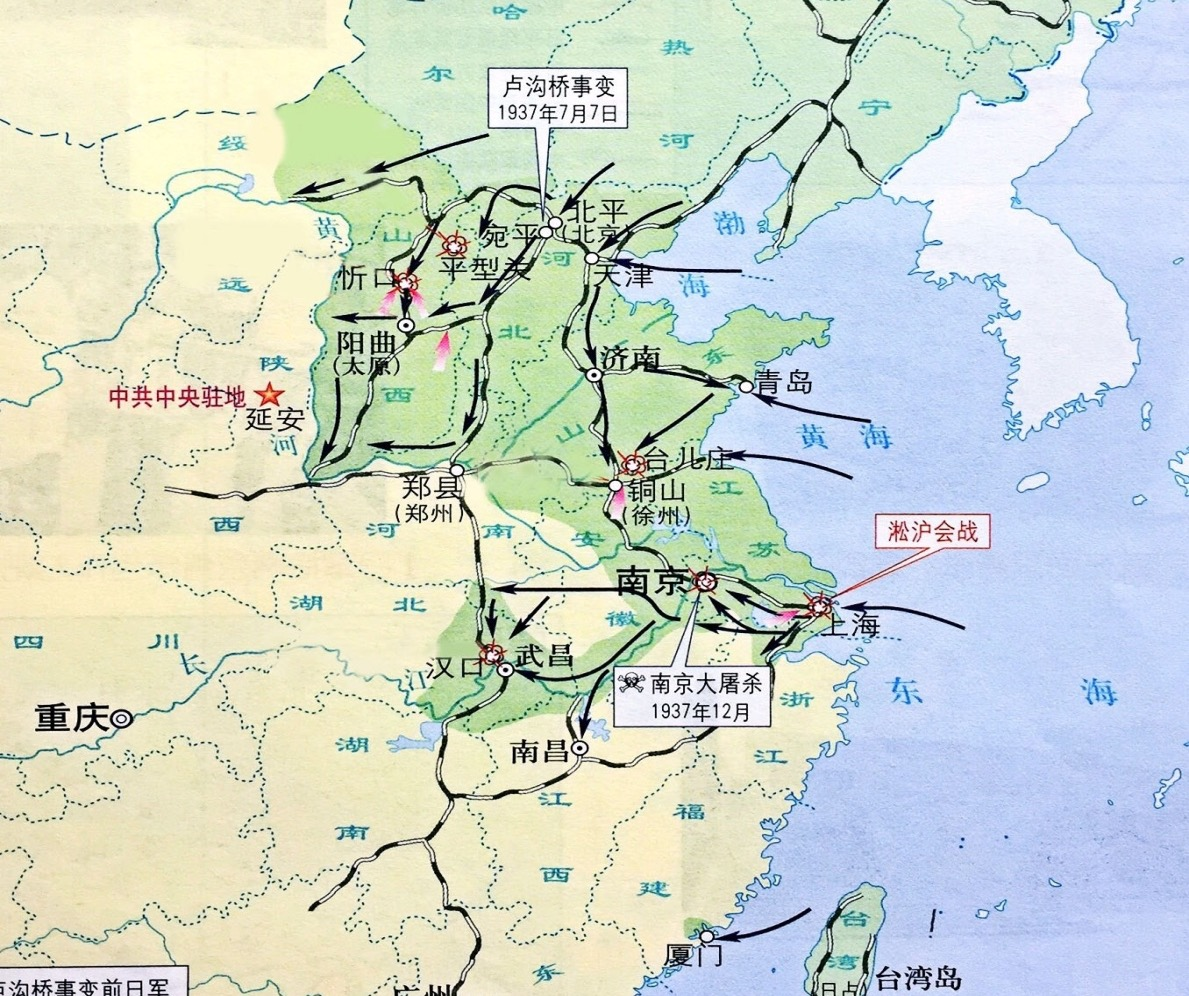 哈
尔
热
河
卢沟桥事变
1937年7月7日
宁
绥
远
黄
河
山
西
北平
(北京)
宛平
河
北
渤
海
天津
平型关
忻口
阳曲
(太原)
陕
西
中共中央驻地
延安
济南
山
东
青岛
黄 海
台儿庄
铜山
(徐州)
江
苏
郑县
(郑州)
河 南
安
徽
淞沪会战
南京
上海
湖 北
四 川
长
江
汉口
武昌
南京大屠杀
1937年12月
浙
江
东 海
重庆
湖
南
南昌
江
西
福
建
厦门
台
湾
台湾岛
东
广州
卢沟桥事变前日军